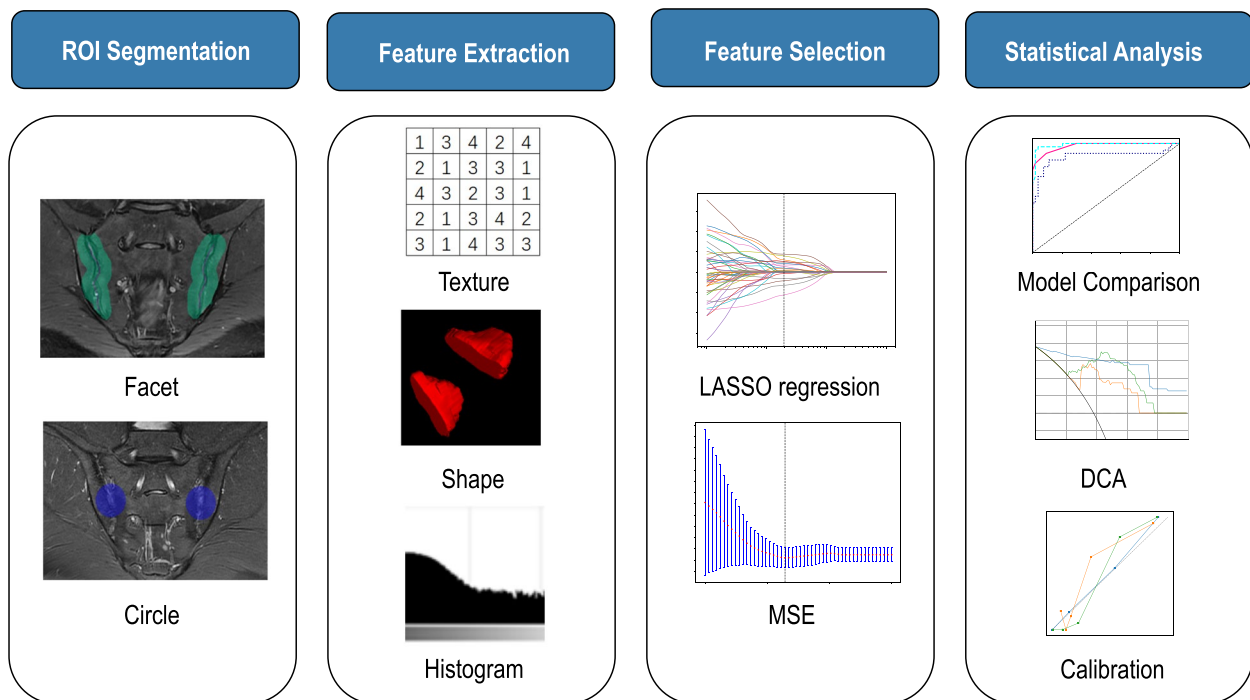 ROI Segmentation
Feature Extraction
Feature Selection
Statistical Analysis
Facet
Circle
1 3 4 2 4
2 1 3 3 1
4 3 2 3 1
2 1 3 4 2
3 1 4 3 3
Texture
Shape
Histogram
LASSO regression
MSE
Model Comparison
DCA
Calibration